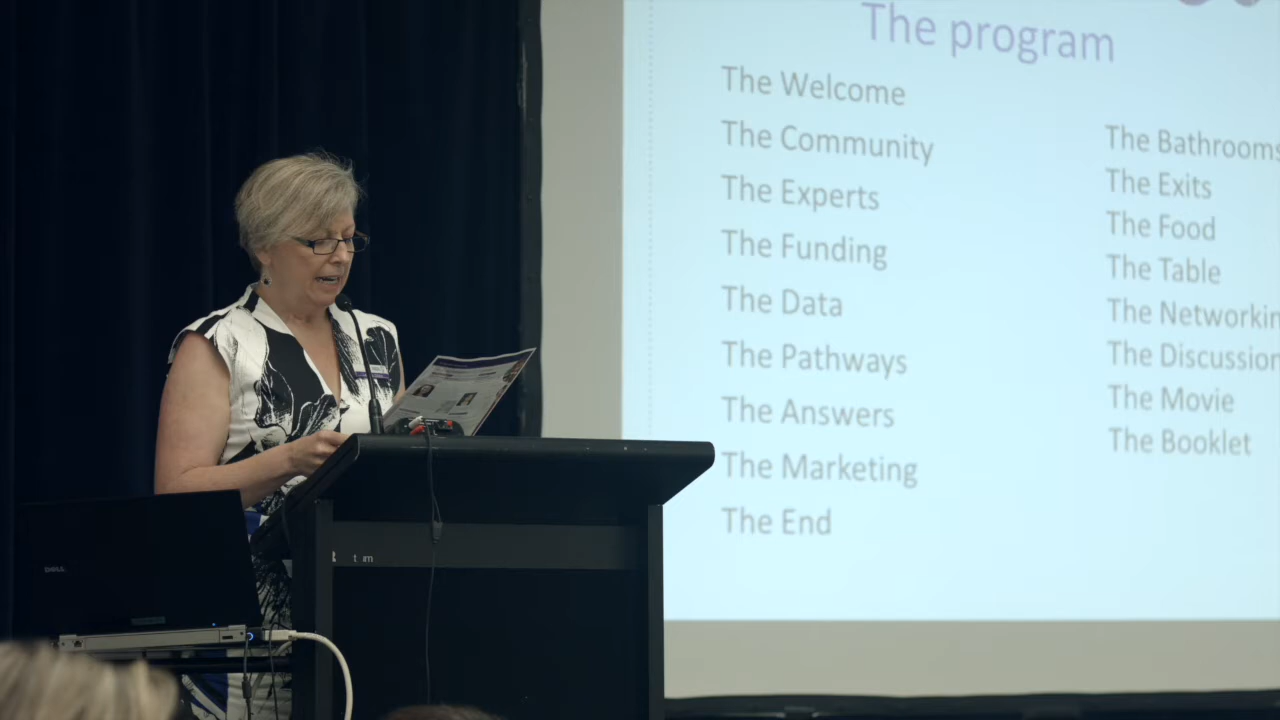 The program
The Welcome
The Community
The Experts
The Funding
The Data
The Pathways
The Answers
The Marketing
The End
The Bathrooms
The Exits
The Food
The Table
The Networkin
The Discussion
The Movie
The Booklet
DELL